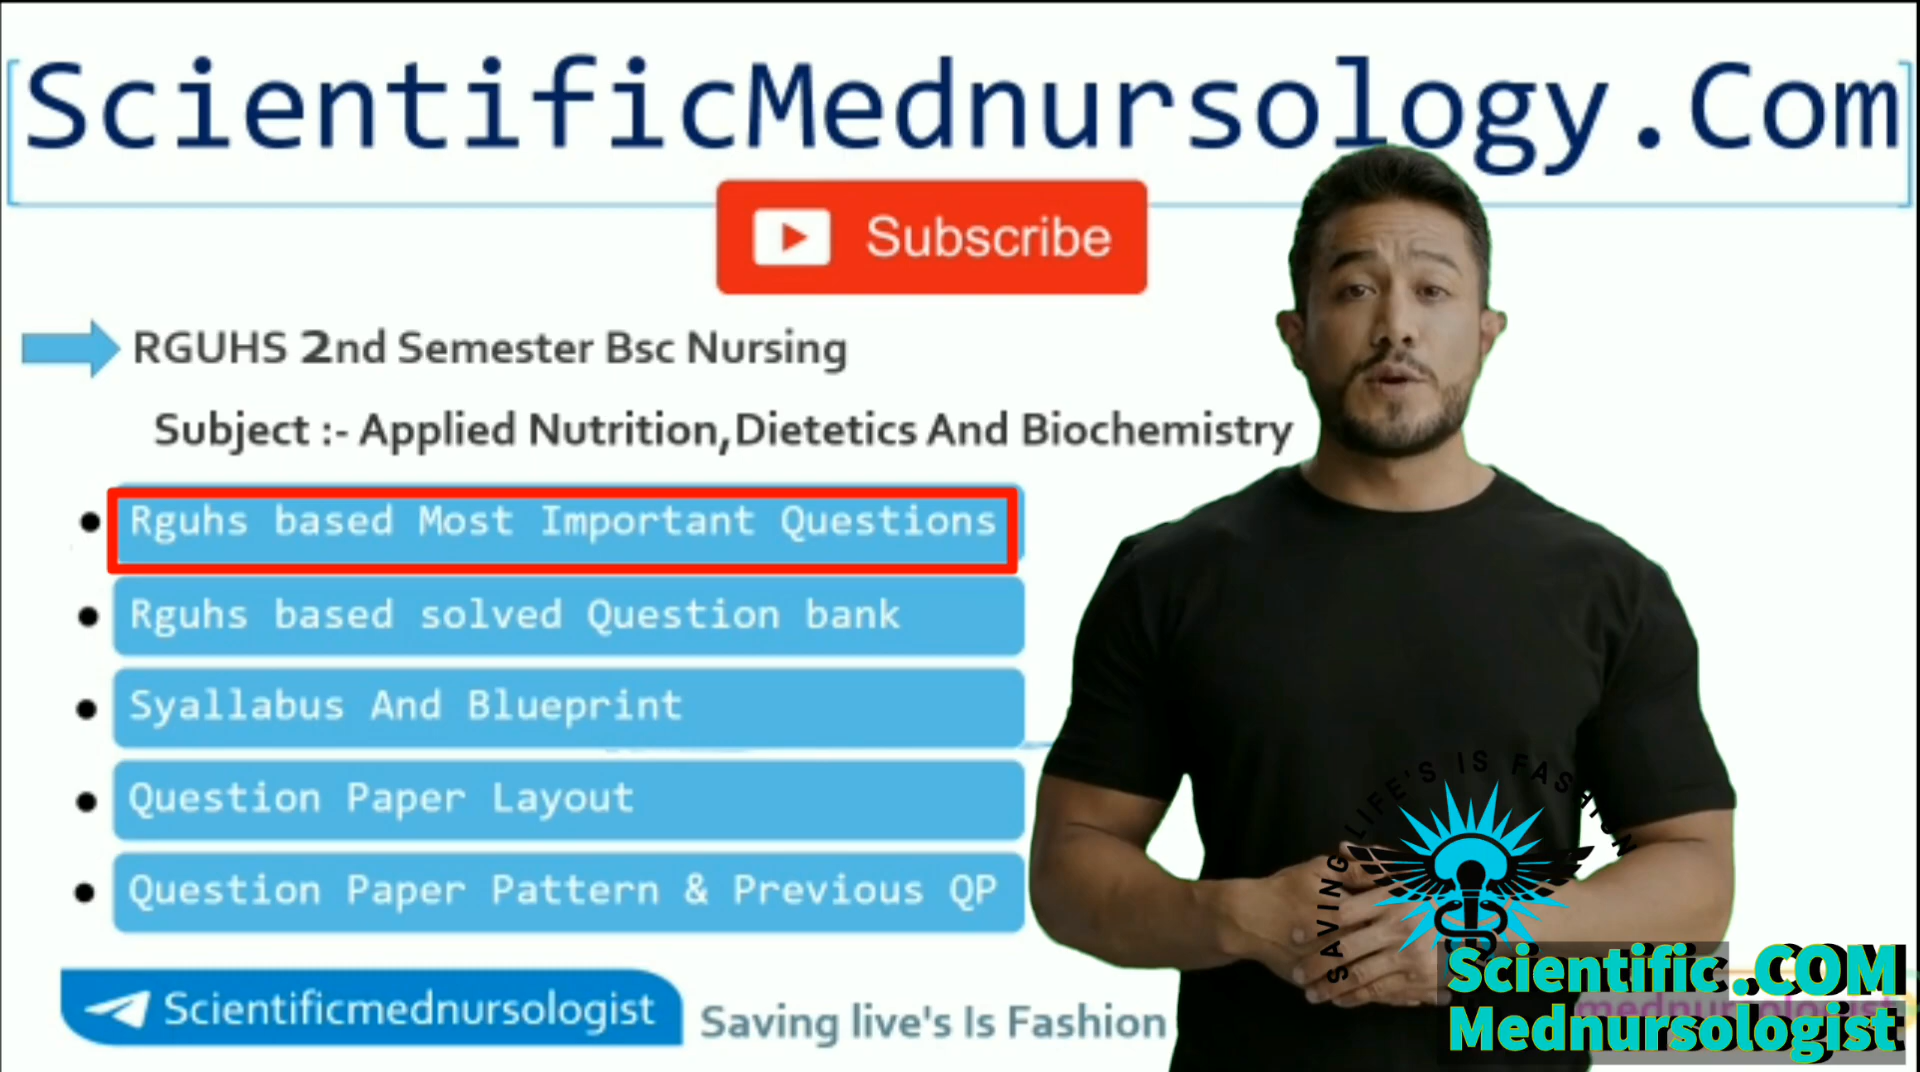 ScientificMednursology.Com
Subscribe
RGUHS 2nd Semester Bsc Nursing
Subject :- Applied Nutrition,Dietetics And Biochemistry
Rguhs based Most Important Questions
Rguhs based solved Question bank
Syallabus And Blueprint
Question Paper Layout
Question Paper Pattern & Previous QP
SAVING LIFE'S IS FASHION
Scientificmednursologist
Saving live's Is Fashion
Scientific .COM
mednursologist
Mednursologist